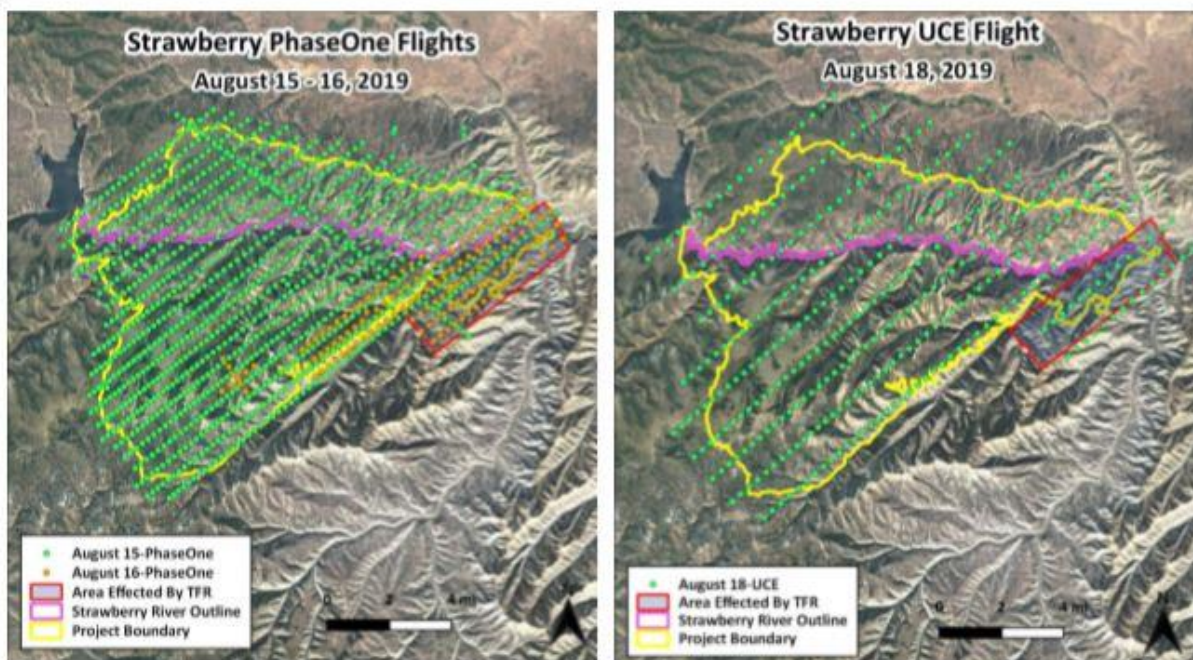 Strawberry PhaseOne Flights
August 15 - 16, 2019
August 15-PhaseOne
August 16-PhaseOne
Area Effected By TFR
Strawberry River Outline
Project Boundary
0 2 4 mi
Strawberry UCE Flight
August 18, 2019
August 18-UCE
Area Effected By TFR
Strawberry River Outline
Project Boundary
0 2 4 mi